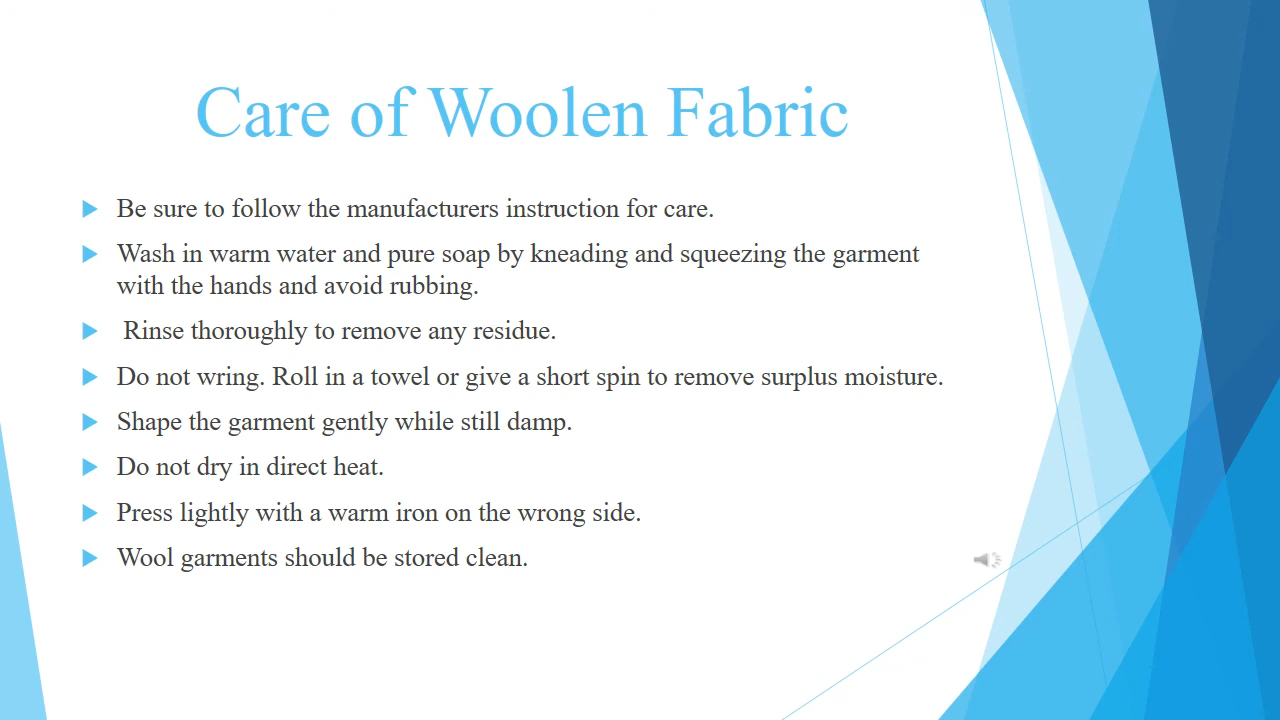 Care of Woolen Fabric
Be sure to follow the manufacturers instruction for care.
Wash in warm water and pure soap by kneading and squeezing the garment
with the hands and avoid rubbing.
Rinse thoroughly to remove any residue.
Do not wring. Roll in a towel or give a short spin to remove surplus moisture.
Shape the garment gently while still damp.
Do not dry in direct heat.
Press lightly with a warm iron on the wrong side.
Wool garments should be stored clean.